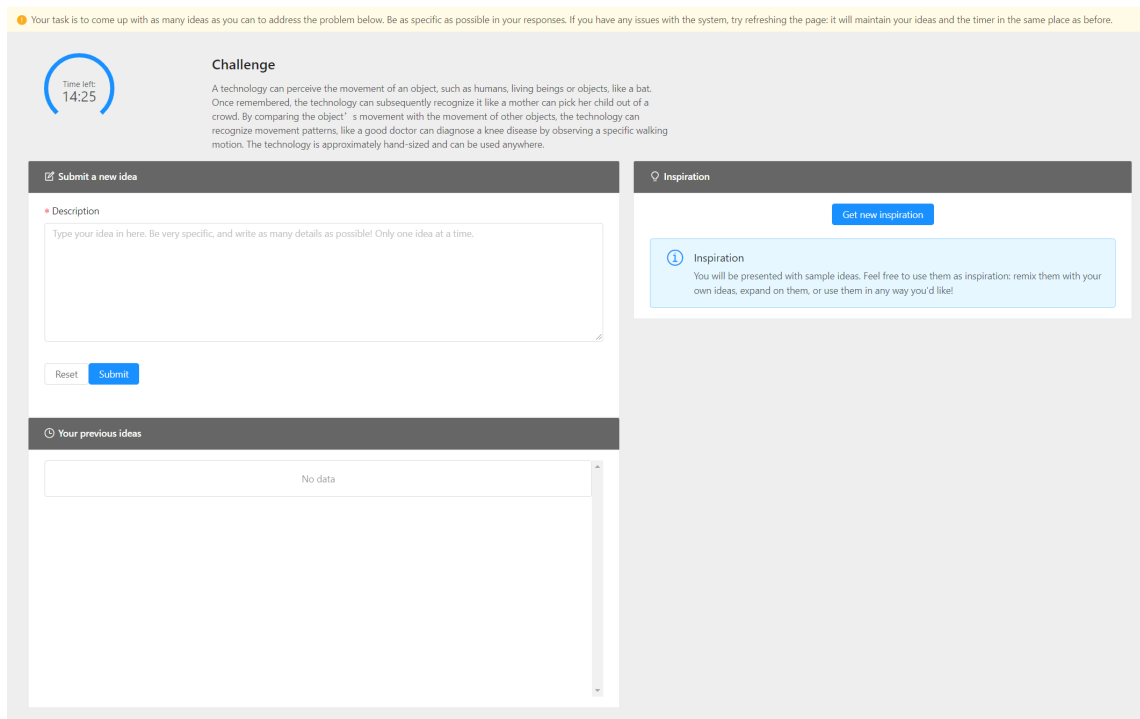 Your task is to come up with as many ideas as you can to address the problem below. Be as specific as possible in your responses. If you have any issues with the system, try refreshing the page: it will maintain your ideas and the timer in the same place as before.
Time left:
14:25
Challenge
A technology can perceive the movement of an object, such as humans, living beings or objects, like a bat.
Once remembered, the technology can subsequently recognize it like a mother can pick her child out of a
crowd. By comparing the object’s movement with the movement of other objects, the technology can
recognize movement patterns, like a good doctor can diagnose a knee disease by observing a specific walking
motion. The technology is approximately hand-sized and can be used anywhere.
Submit a new idea
* Description
Type your idea in here. Be very specific, and write as many details as possible! Only one idea at a time.
Reset
Submit
Your previous ideas
No data
Inspiration
Get new inspiration
Inspiration
You will be presented with sample ideas. Feel free to use them as inspiration: remix them with your
own ideas, expand on them, or use them in any way you'd like!